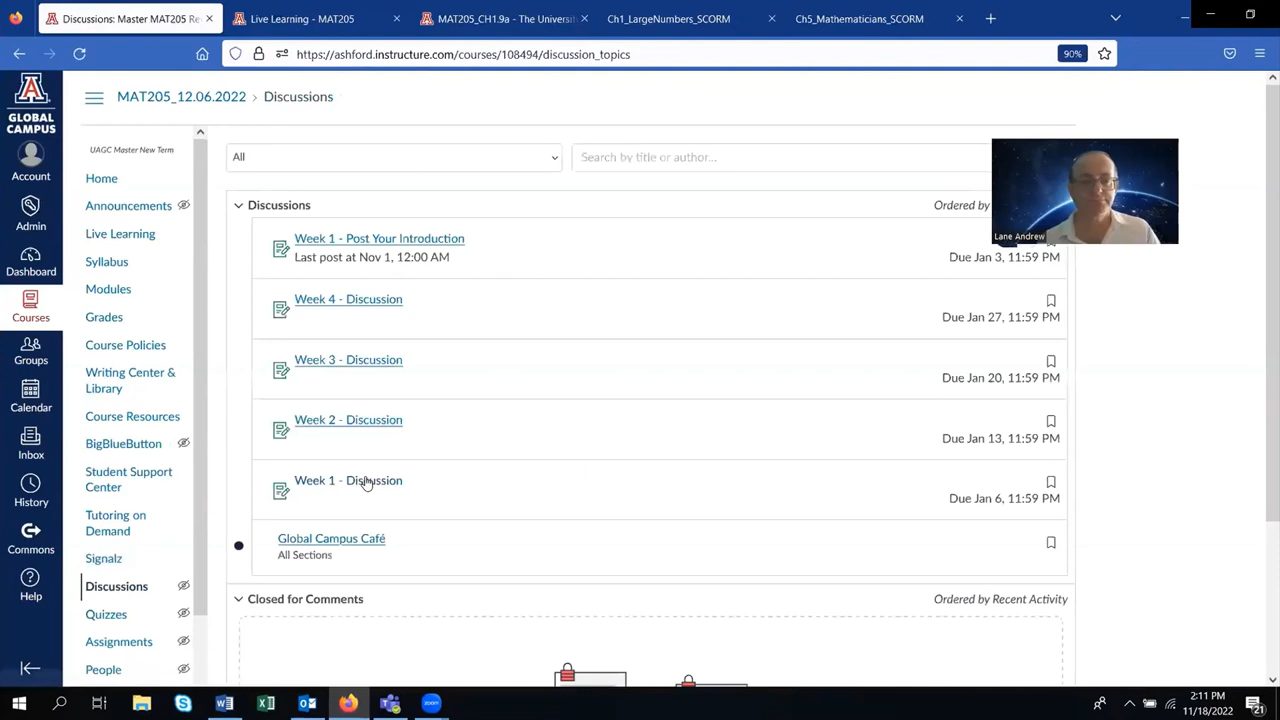 Discussions: Master MAT205 Re
Live Learning - MAT205
MAT205_CH1.9a - The Universit
Ch1_LargeNumbers_SCORM
Ch5_Mathematicians_SCORM
https://ashford.instructure.com/courses/108494/discussion_topics
90%
MAT205_12.06.2022 > Discussions
GLOBAL CAMPUS
Account
Admin
Dashboard
Courses
Groups
Calendar
Inbox
History
Commons
Help
UAGC Master New Term
Home
Announcements
Live Learning
Syllabus
Modules
Grades
Course Policies
Writing Center &
Library
Course Resources
BigBlueButton
Student Support
Center
Tutoring on
Demand
Signalz
Discussions
Quizzes
Assignments
People
All
Search by title or author...
Lane Andrew
Discussions
Ordered by
Week 1 - Post Your Introduction
Last post at Nov 1, 12:00 AM
Due Jan 3, 11:59 PM
Week 4 - Discussion
Due Jan 27, 11:59 PM
Week 3 - Discussion
Due Jan 20, 11:59 PM
Week 2 - Discussion
Due Jan 13, 11:59 PM
Week 1 - Discussion
Due Jan 6, 11:59 PM
Global Campus Café
All Sections
Closed for Comments
Ordered by Recent Activity
2:11 PM
11/18/2022
21